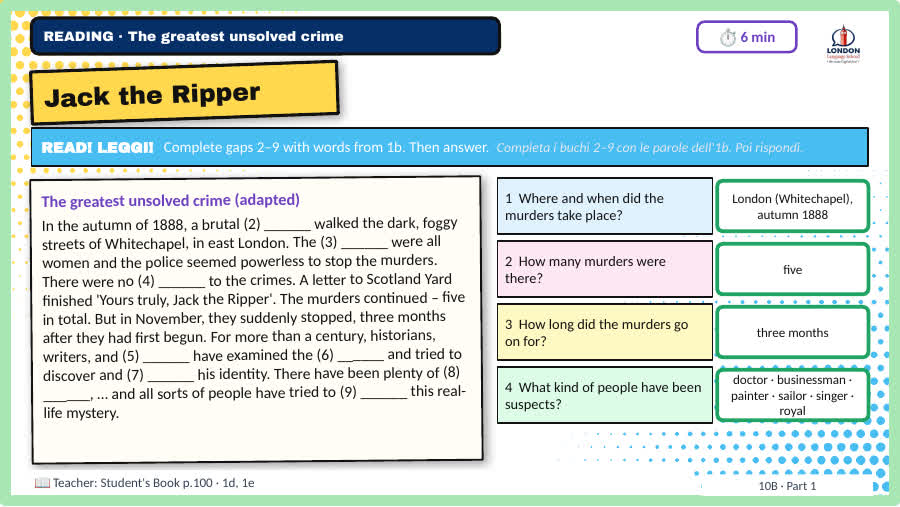 READING · The greatest unsolved crime
⏱️ 6 min
LONDON
Language School
Jack the Ripper
READ! LEGGI! Complete gaps 2–9 with words from 1b. Then answer. Completa i buchi 2–9 con le parole dell'1b. Poi rispondi.
The greatest unsolved crime (adapted)
In the autumn of 1888, a brutal (2) ______ walked the dark, foggy
streets of Whitechapel, in east London. The (3) ______ were all
women and the police seemed powerless to stop the murders.
There were no (4) ______ to the crimes. A letter to Scotland Yard
finished 'Yours truly, Jack the Ripper'. The murders continued – five
in total. But in November, they suddenly stopped, three months
after they had first begun. For more than a century, historians,
writers, and (5) ______ have examined the (6) ______ and tried to
discover and (7) ______ his identity. There have been plenty of (8)
______, … and all sorts of people have tried to (9) ______ this real-
life mystery.
1 Where and when did the
murders take place?
London (Whitechapel),
autumn 1888
2 How many murders were
there?
five
3 How long did the murders go
on for?
three months
4 What kind of people have been
suspects?
doctor · businessman ·
painter · sailor · singer ·
royal
📖 Teacher: Student's Book p.100 · 1d, 1e
10B · Part 1